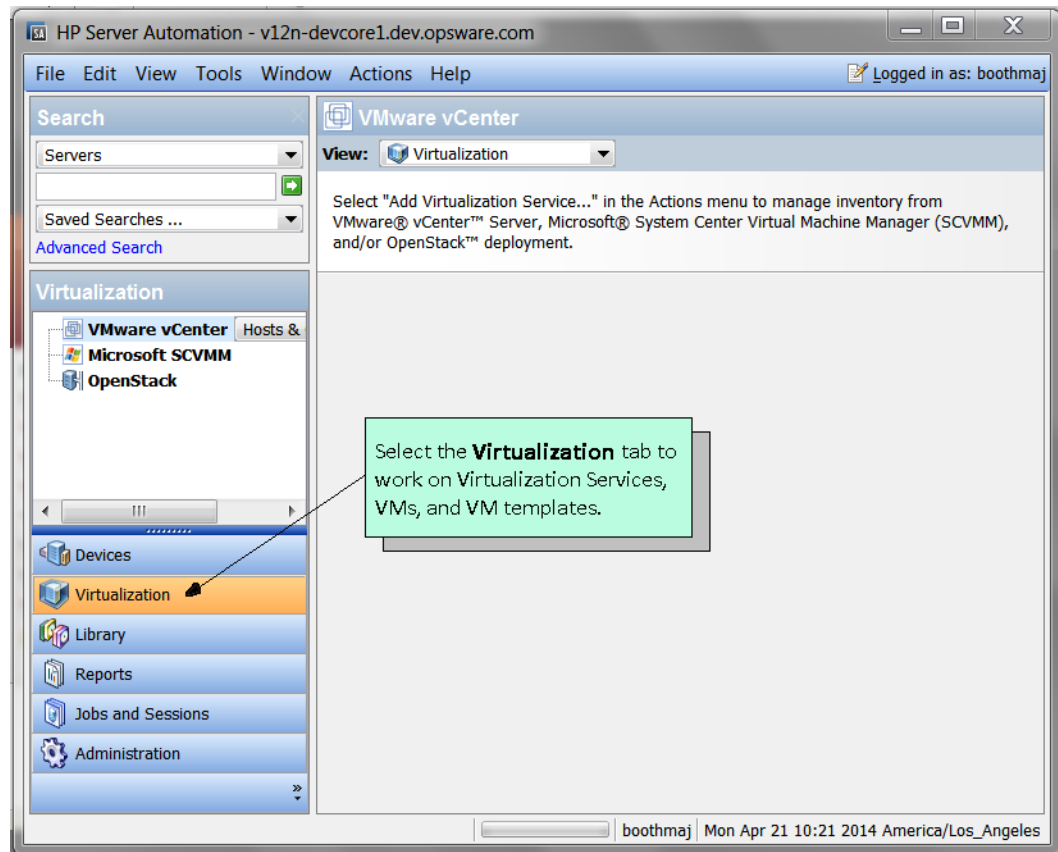 HP Server Automation - v12n-devcore1.dev.opsware.com
File Edit View Tools Window Actions Help
Logged in as: boothmaj
Search
Servers
Saved Searches ...
Advanced Search
VMware vCenter
View: Virtualization
Select "Add Virtualization Service..." in the Actions menu to manage inventory from
VMware® vCenter™ Server, Microsoft® System Center Virtual Machine Manager (SCVMM),
and/or OpenStack™ deployment.
Virtualization
VMware vCenter Hosts &
Microsoft SCVMM
OpenStack
Select the Virtualization tab to
work on Virtualization Services,
VMs, and VM templates.
Devices
Virtualization
Library
Reports
Jobs and Sessions
Administration
boothmaj Mon Apr 21 10:21 2014 America/Los_Angeles